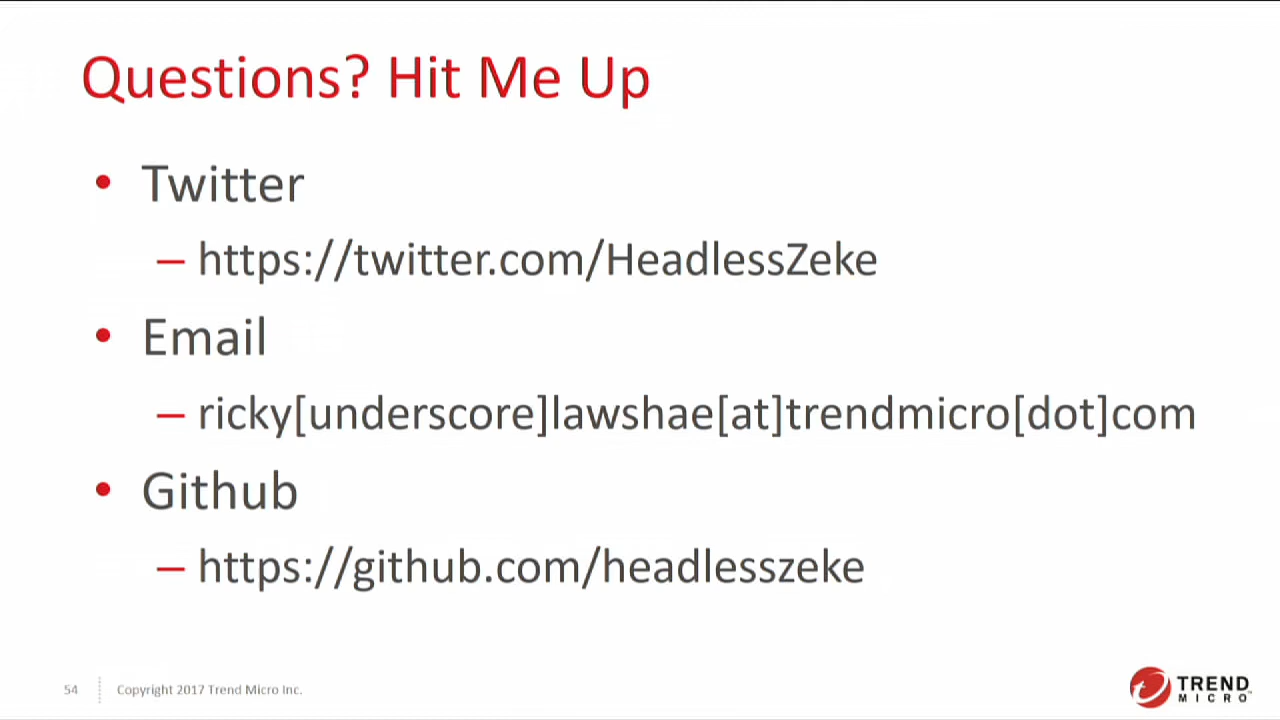 Questions? Hit Me Up
• Twitter
– https://twitter.com/HeadlessZeke
• Email
– ricky[underscore]lawshae[at]trendmicro[dot]com
• Github
– https://github.com/headlesszeke
54
Copyright 2017 Trend Micro Inc.
TREND
MICRO™